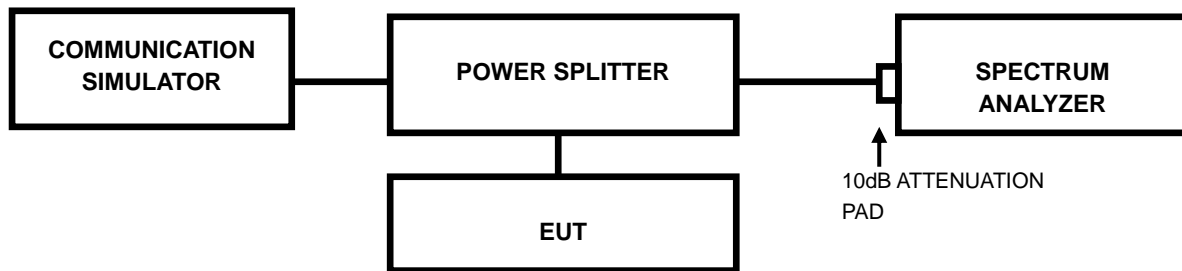 COMMUNICATION
SIMULATOR
POWER SPLITTER
SPECTRUM
ANALYZER
10dB ATTENUATION
PAD
EUT